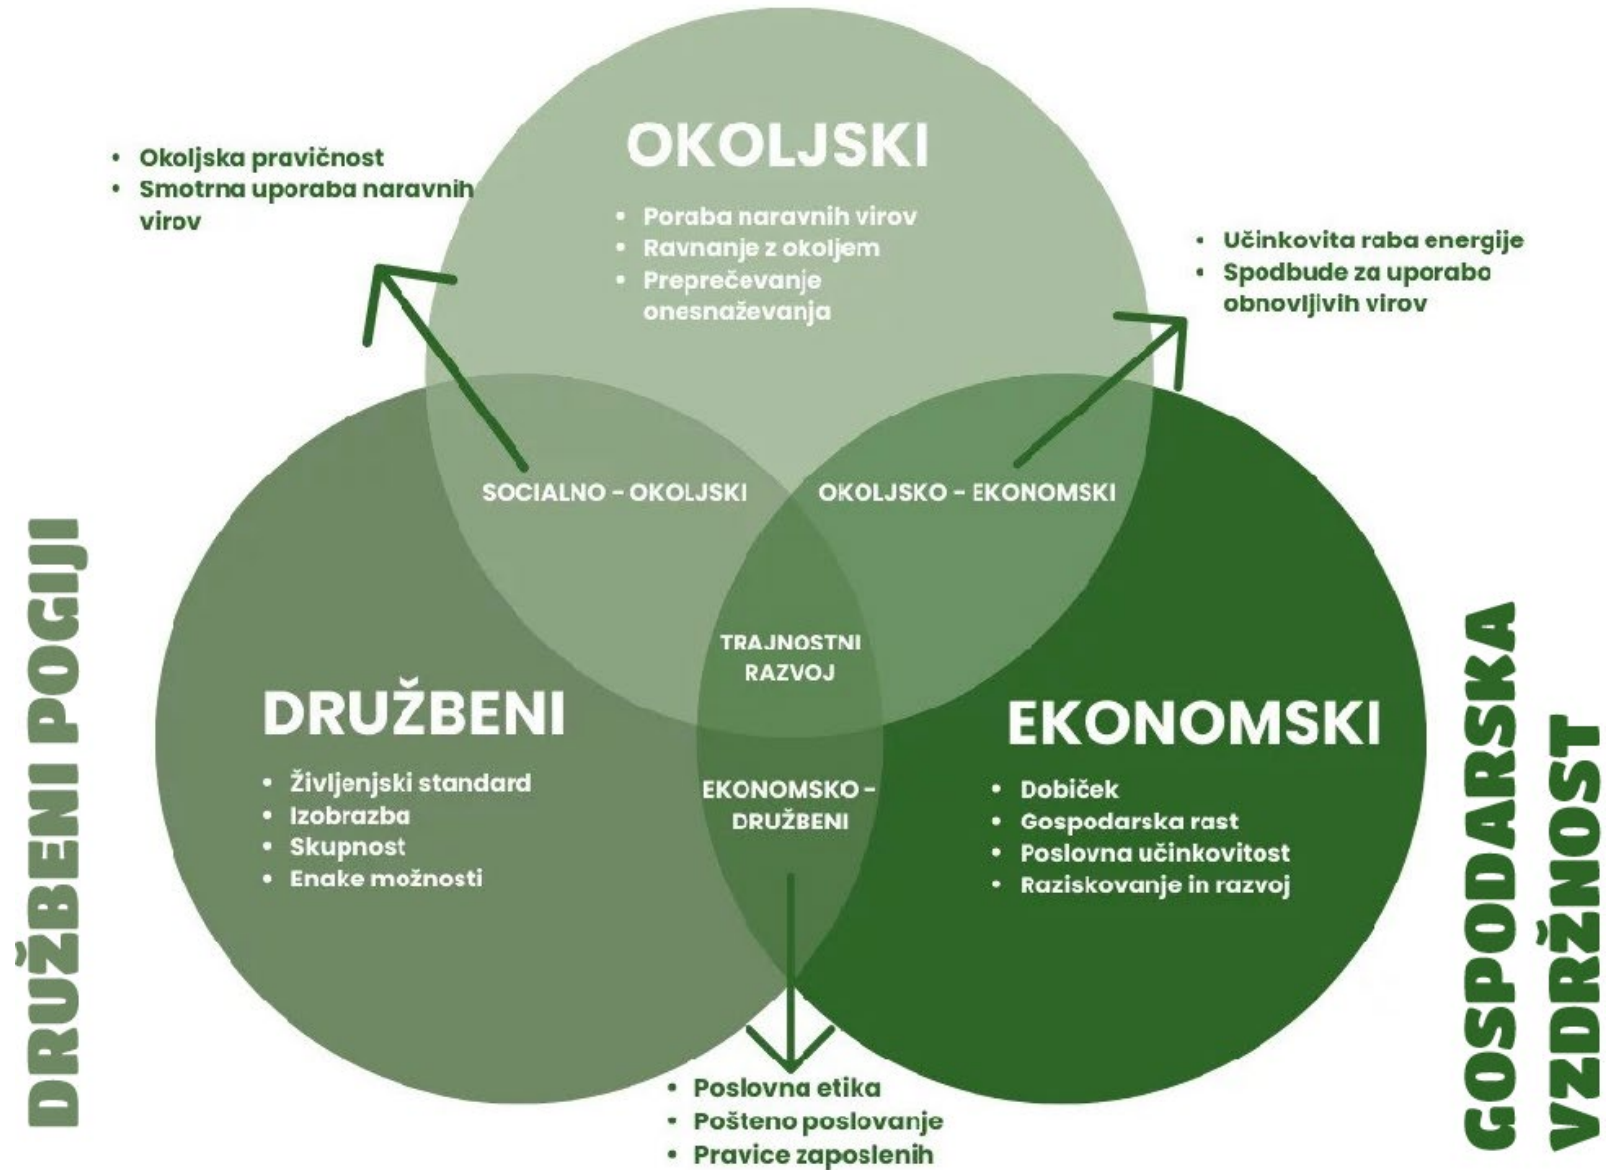 OKOLJSKI
• Poraba naravnih virov
• Ravnanje z okoljem
• Preprečevanje
onesnaževanja
• Okoljska pravičnost
• Smotrna uporaba naravnih
virov
• Učinkovita raba energije
• Spodbude za uporabo
obnovljivih virov
SOCIALNO - OKOLJSKI
OKOLJSKO - EKONOMSKI
TRAJNOSTNI
RAZVOJ
DRUŽBENI
• Življenjski standard
• Izobrazba
• Skupnost
• Enake možnosti
EKONOMSKO -
DRUŽBENI
EKONOMSKI
• Dobiček
• Gospodarska rast
• Poslovna učinkovitost
• Raziskovanje in razvoj
• Poslovna etika
• Pošteno poslovanje
• Pravice zaposlenih
DRUŽBENI POGIJI
GOSPODARSKA
VZDRŽNOST